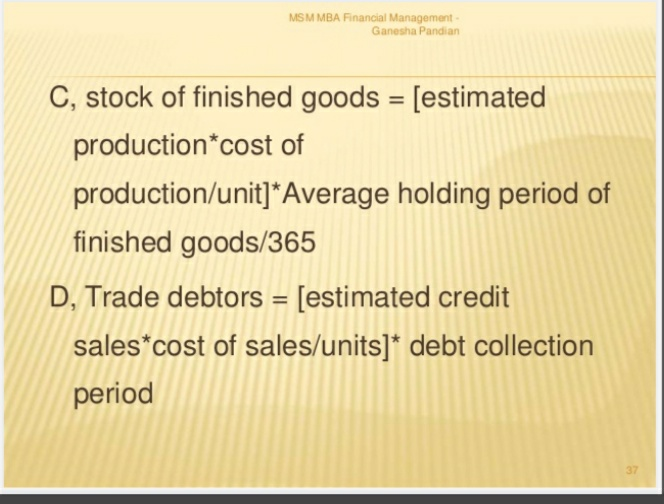 MSM MBA Financial Management -
Ganesha Pandian
C, stock of finished goods = [estimated
production*cost of
production/unit]*Average holding period of
finished goods/365
D, Trade debtors = [estimated credit
sales*cost of sales/units]* debt collection
period
37